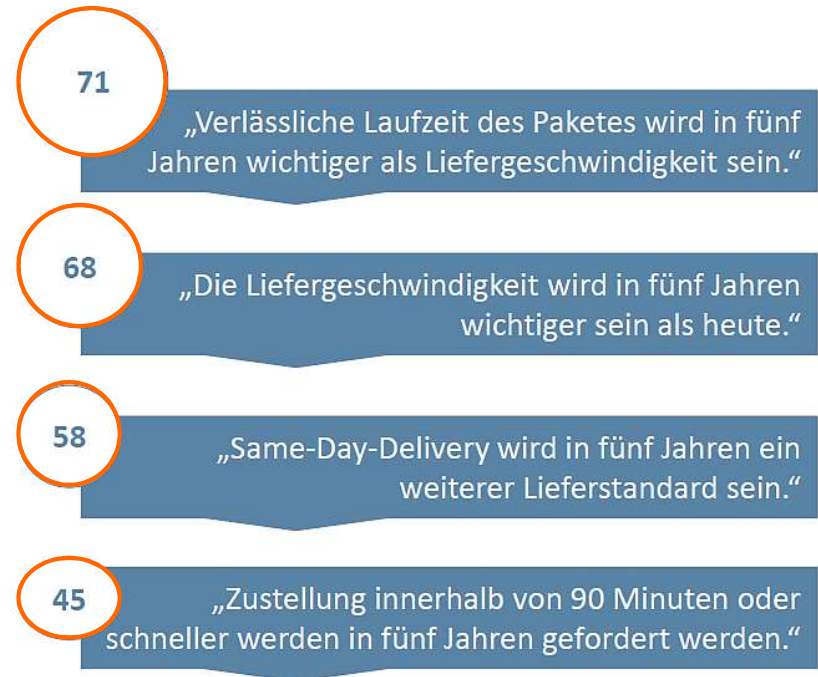 71
„Verlässliche Laufzeit des Paketes wird in fünf
Jahren wichtiger als Liefergeschwindigkeit sein.“
68
„Die Liefergeschwindigkeit wird in fünf Jahren
wichtiger sein als heute.“
58
„Same-Day-Delivery wird in fünf Jahren ein
weiterer Lieferstandard sein.“
45
„Zustellung innerhalb von 90 Minuten oder
schneller werden in fünf Jahren gefordert werden.“